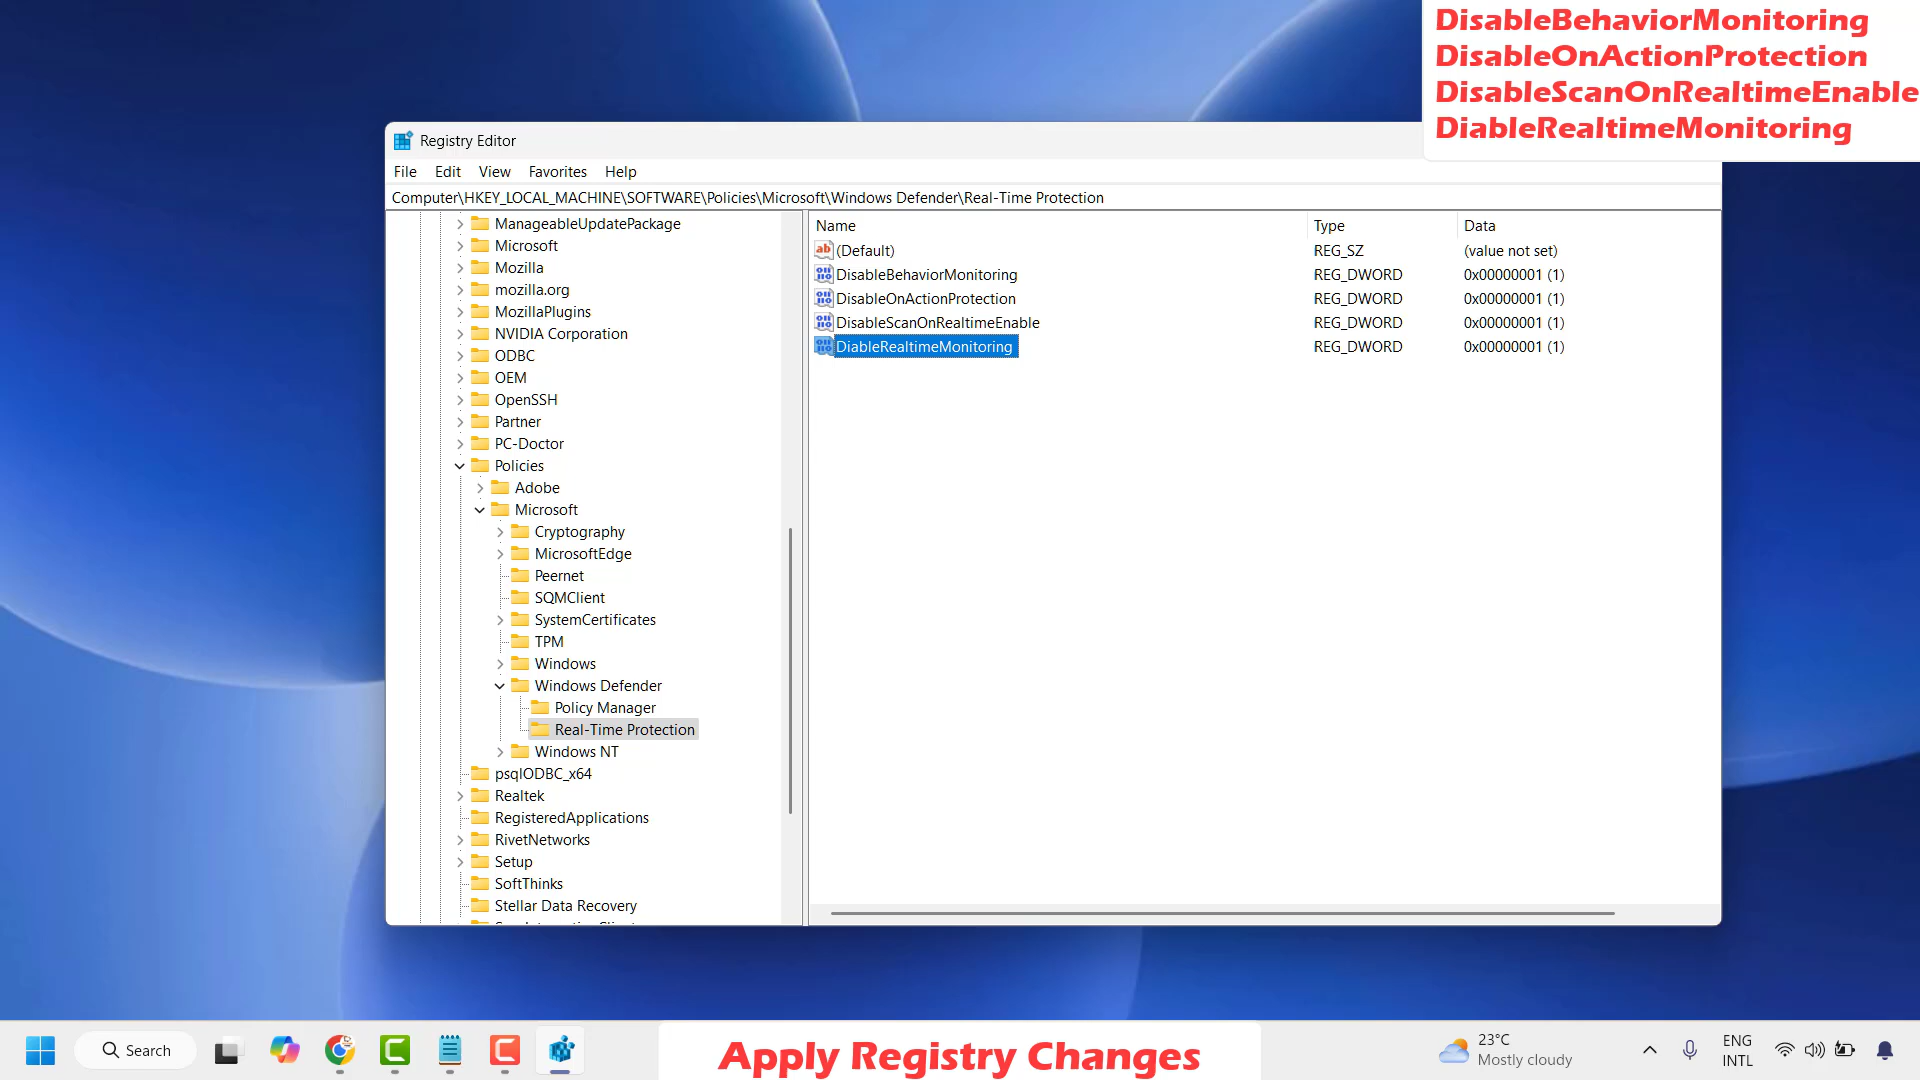 DisableBehaviorMonitoring
DisableOnActionProtection
DisableScanOnRealtimeEnable
DiableRealtimeMonitoring
Registry Editor
File Edit View Favorites Help
Computer\HKEY_LOCAL_MACHINE\SOFTWARE\Policies\Microsoft\Windows Defender\Real-Time Protection
ManageableUpdatePackage
Microsoft
Mozilla
mozilla.org
MozillaPlugins
NVIDIA Corporation
ODBC
OEM
OpenSSH
Partner
PC-Doctor
Policies
Adobe
Microsoft
Cryptography
MicrosoftEdge
Peernet
SQMClient
SystemCertificates
TPM
Windows
Windows Defender
Policy Manager
Real-Time Protection
Windows NT
psqlODBC_x64
Realtek
RegisteredApplications
RivetNetworks
Setup
SoftThinks
Stellar Data Recovery
Name Type Data
(Default) REG_SZ (value not set)
DisableBehaviorMonitoring REG_DWORD 0x00000001 (1)
DisableOnActionProtection REG_DWORD 0x00000001 (1)
DisableScanOnRealtimeEnable REG_DWORD 0x00000001 (1)
DiableRealtimeMonitoring REG_DWORD 0x00000001 (1)
Search
Apply Registry Changes
23°C
Mostly cloudy
ENG
INTL